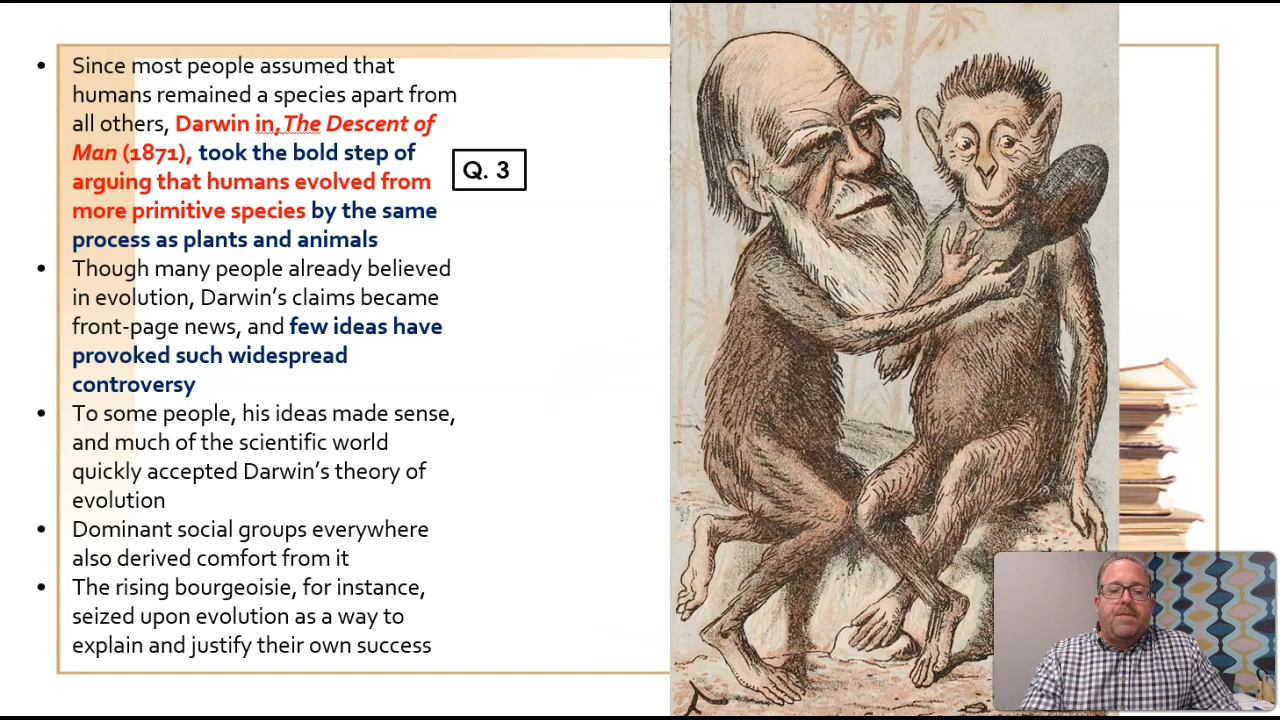 • Since most people assumed that
humans remained a species apart from
all others, Darwin in, The Descent of
Man (1871), took the bold step of
arguing that humans evolved from
more primitive species by the same
process as plants and animals
Q. 3
• Though many people already believed
in evolution, Darwin's claims became
front-page news, and few ideas have
provoked such widespread
controversy
• To some people, his ideas made sense,
and much of the scientific world
quickly accepted Darwin's theory of
evolution
• Dominant social groups everywhere
also derived comfort from it
• The rising bourgeoisie, for instance,
seized upon evolution as a way to
explain and justify their own success